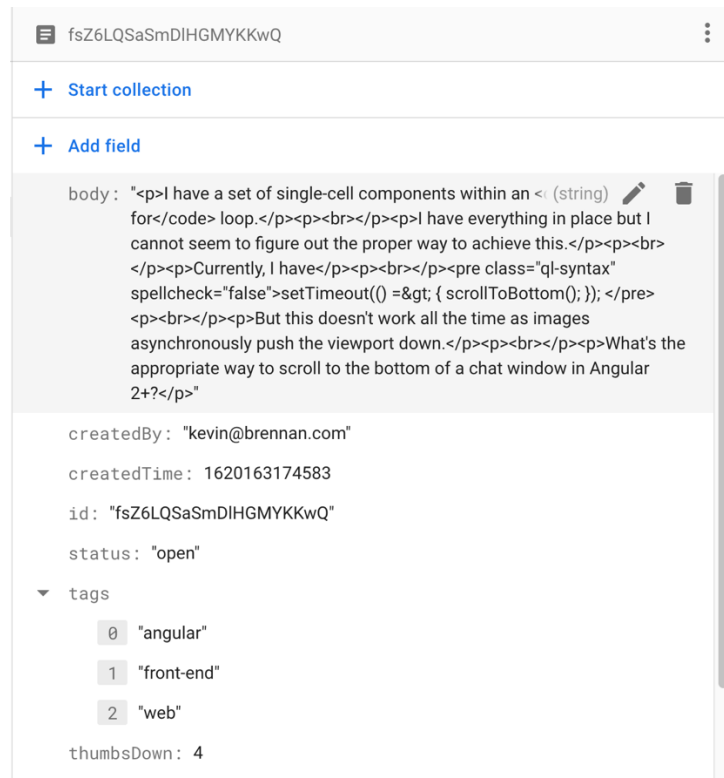 fsZ6LQSaSmDlHGMYKKwQ
Start collection
Add field
body: "<p>I have a set of single-cell components within an < (string)
for</code> loop.</p><p><br></p><p>I have everything in place but I
cannot seem to figure out the proper way to achieve this.</p><p><br>
</p><p>Currently, I have</p><p><br></p><pre class="ql-syntax"
spellcheck="false">setTimeout(() =&gt; { scrollToBottom(); }); </pre>
<p><br></p><p>But this doesn't work all the time as images
asynchronously push the viewport down.</p><p><br></p><p>What's the
appropriate way to scroll to the bottom of a chat window in Angular
2+?</p>"
createdBy: "kevin@brennan.com"
createdTime: 1620163174583
id: "fsZ6LQSaSmDlHGMYKKwQ"
status: "open"
tags
0 "angular"
1 "front-end"
2 "web"
thumbsDown: 4